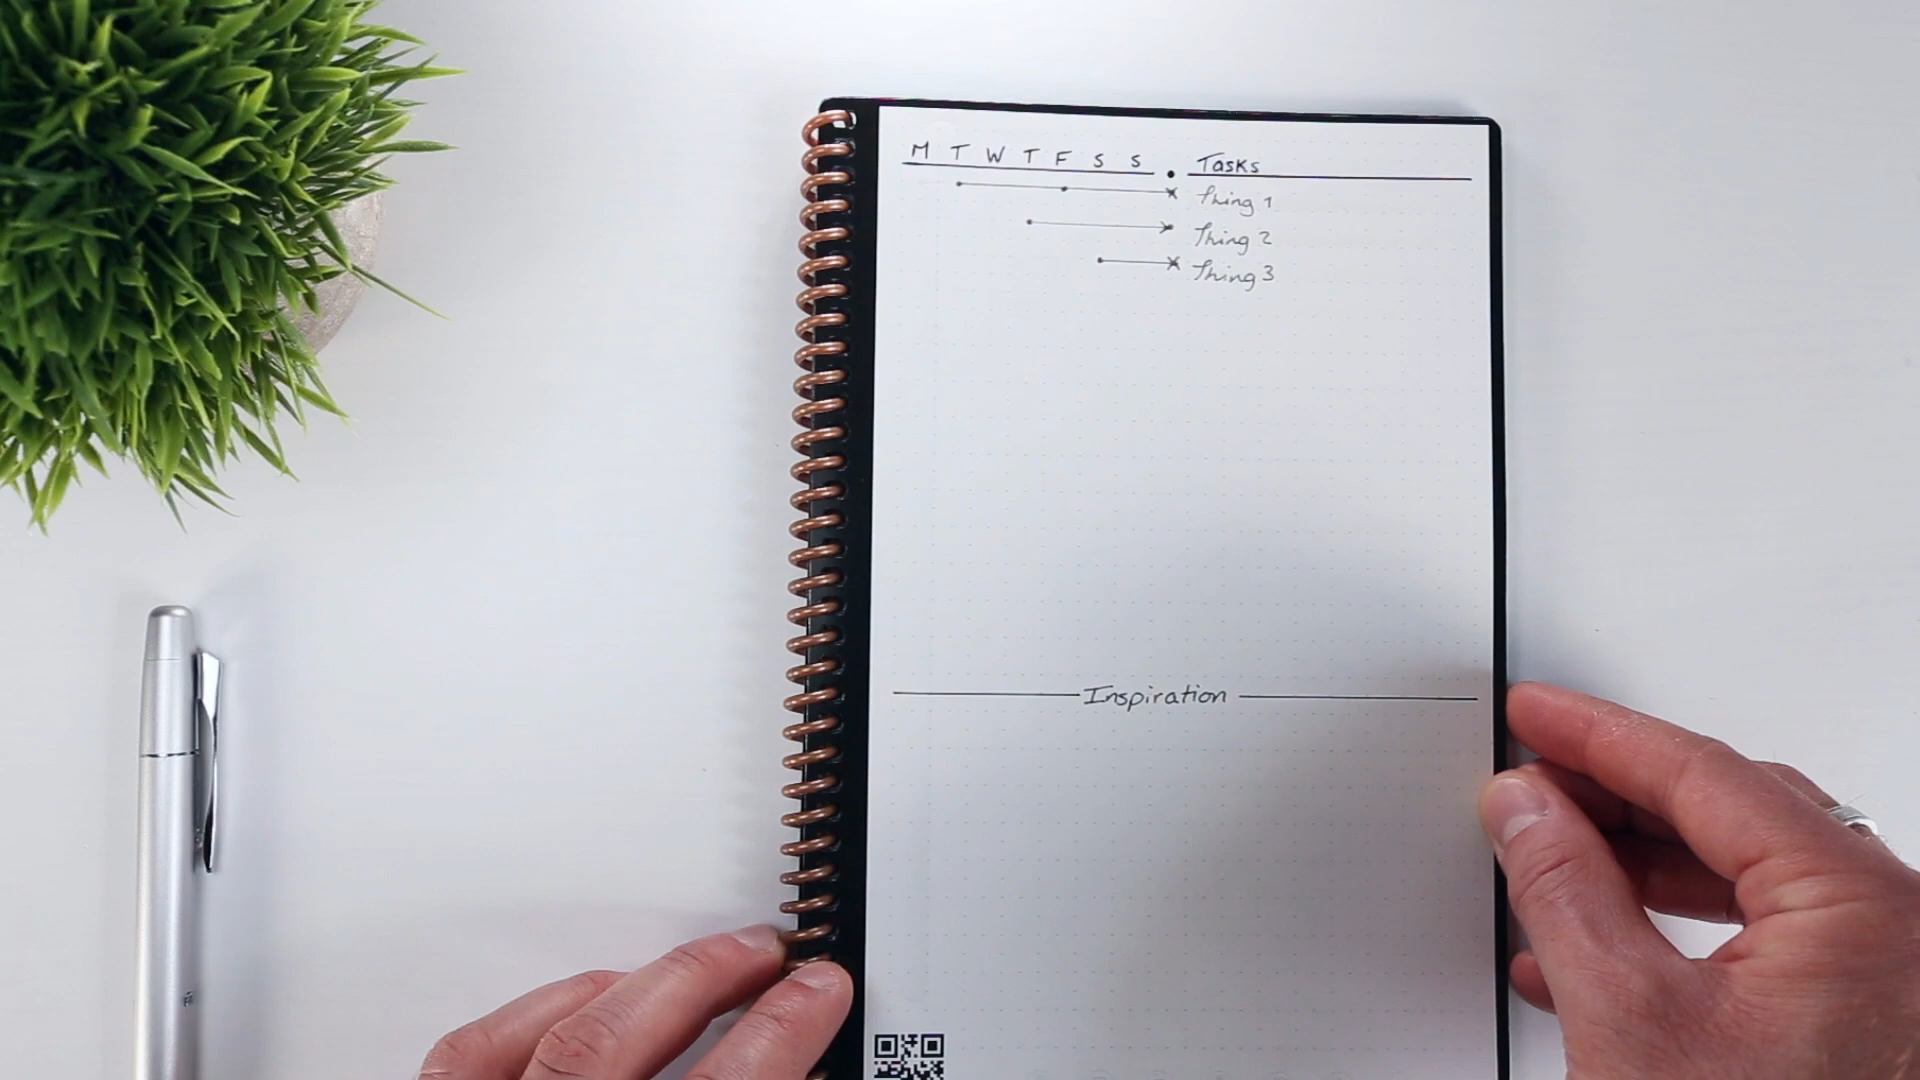 M T W T F S S . Tasks
Thing 1
Thing 2
Thing 3
Inspiration